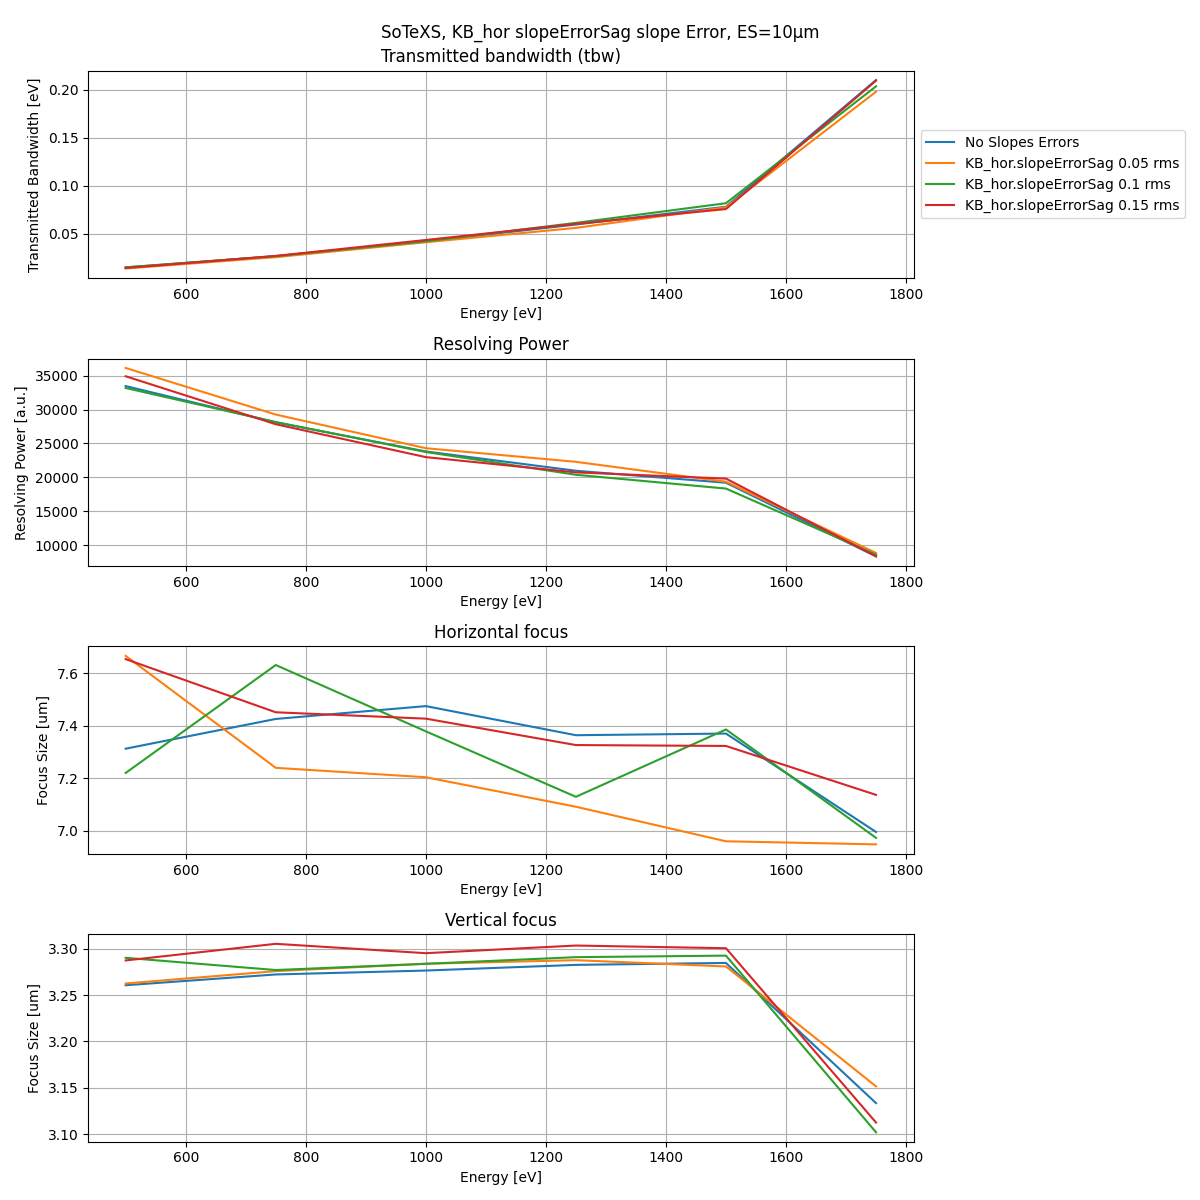 SoTeXS, KB_hor slopeErrorSag slope Error, ES=10µm
Transmitted bandwidth (tbw)
Transmitted Bandwidth [eV]
0.20
0.15
0.10
0.05
600 800 1000 1200 1400 1600 1800
Energy [eV]
No Slopes Errors
KB_hor.slopeErrorSag 0.05 rms
KB_hor.slopeErrorSag 0.1 rms
KB_hor.slopeErrorSag 0.15 rms
Resolving Power
Resolving Power [a.u.]
35000
30000
25000
20000
15000
10000
600 800 1000 1200 1400 1600 1800
Energy [eV]
Horizontal focus
Focus Size [um]
7.6
7.4
7.2
7.0
600 800 1000 1200 1400 1600 1800
Energy [eV]
Vertical focus
Focus Size [um]
3.30
3.25
3.20
3.15
3.10
600 800 1000 1200 1400 1600 1800
Energy [eV]